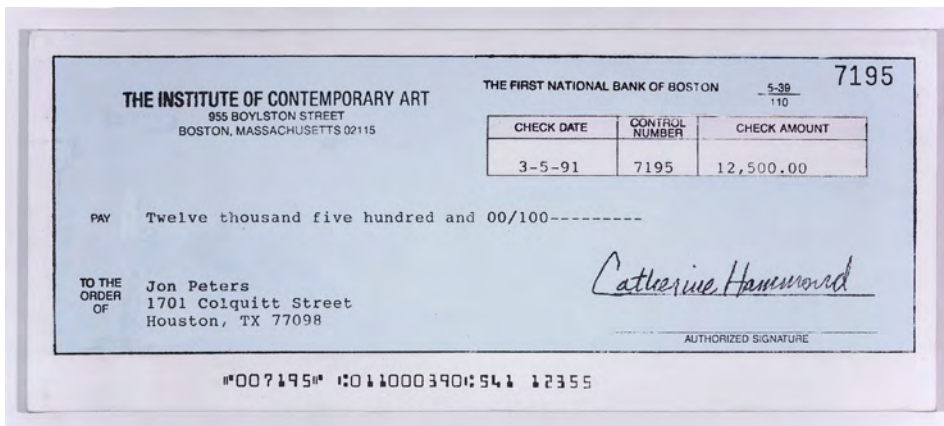 7195
THE INSTITUTE OF CONTEMPORARY ART
955 BOYLSTON STREET
BOSTON, MASSACHUSETTS 02115
THE FIRST NATIONAL BANK OF BOSTON
5-39
110
CHECK DATE CONTROL NUMBER CHECK AMOUNT
3-5-91 7195 12,500.00
PAY Twelve thousand five hundred and 00/100---------
Catherine Hammond
TO THE ORDER OF
Jon Peters
1701 Colquitt Street
Houston, TX 77098
AUTHORIZED SIGNATURE
⑈007195⑈ ⑆011000390⑆541 12355